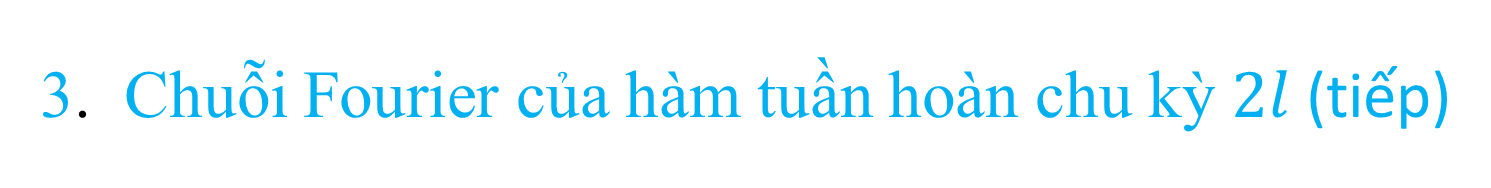 3. Chuỗi Fourier của hàm tuần hoàn chu kỳ 2l (tiếp)